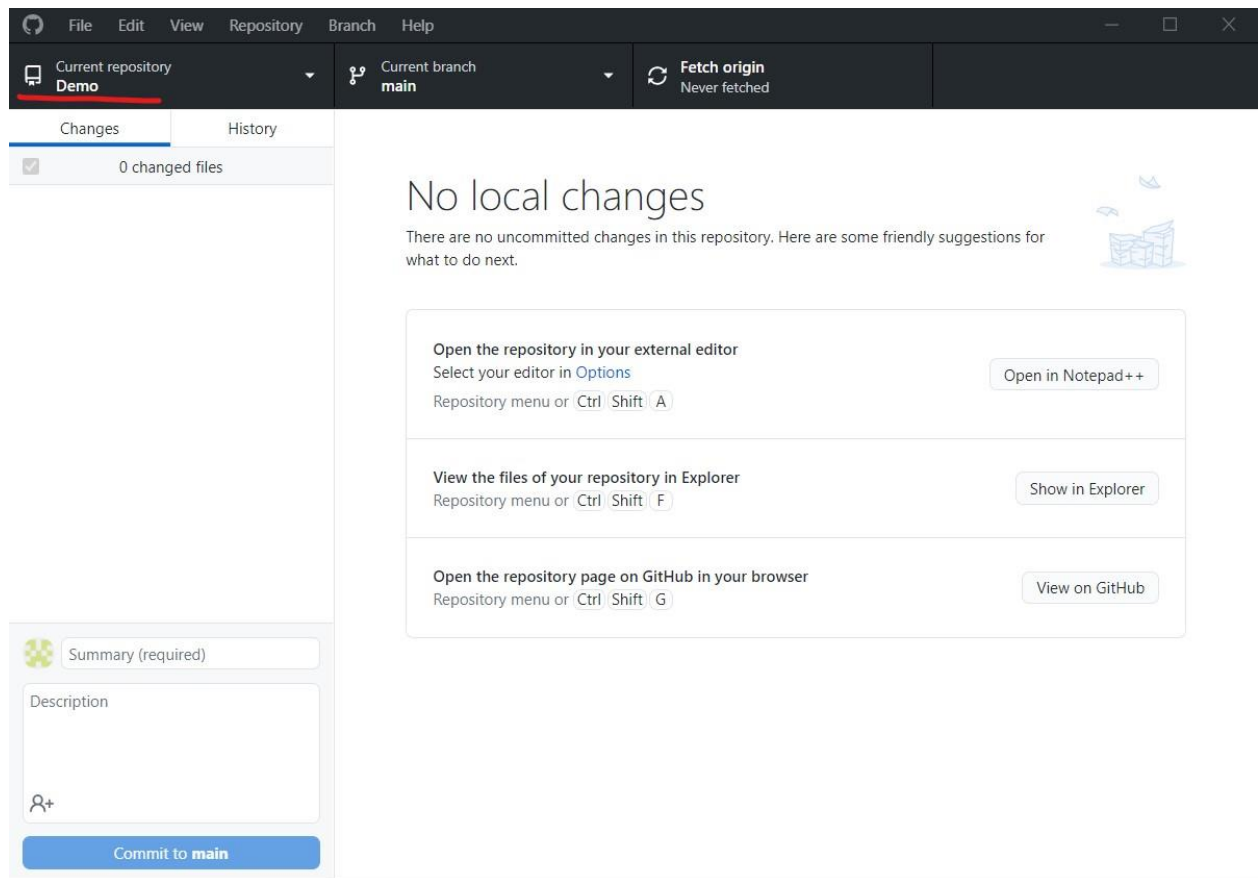 File Edit View Repository Branch Help
Current repository
Demo
Current branch
main
Fetch origin
Never fetched
Changes History
0 changed files
No local changes
There are no uncommitted changes in this repository. Here are some friendly suggestions for
what to do next.
Open the repository in your external editor
Select your editor in Options
Repository menu or Ctrl Shift A
Open in Notepad++
View the files of your repository in Explorer
Repository menu or Ctrl Shift F
Show in Explorer
Open the repository page on GitHub in your browser
Repository menu or Ctrl Shift G
View on GitHub
Summary (required)
Description
Commit to main